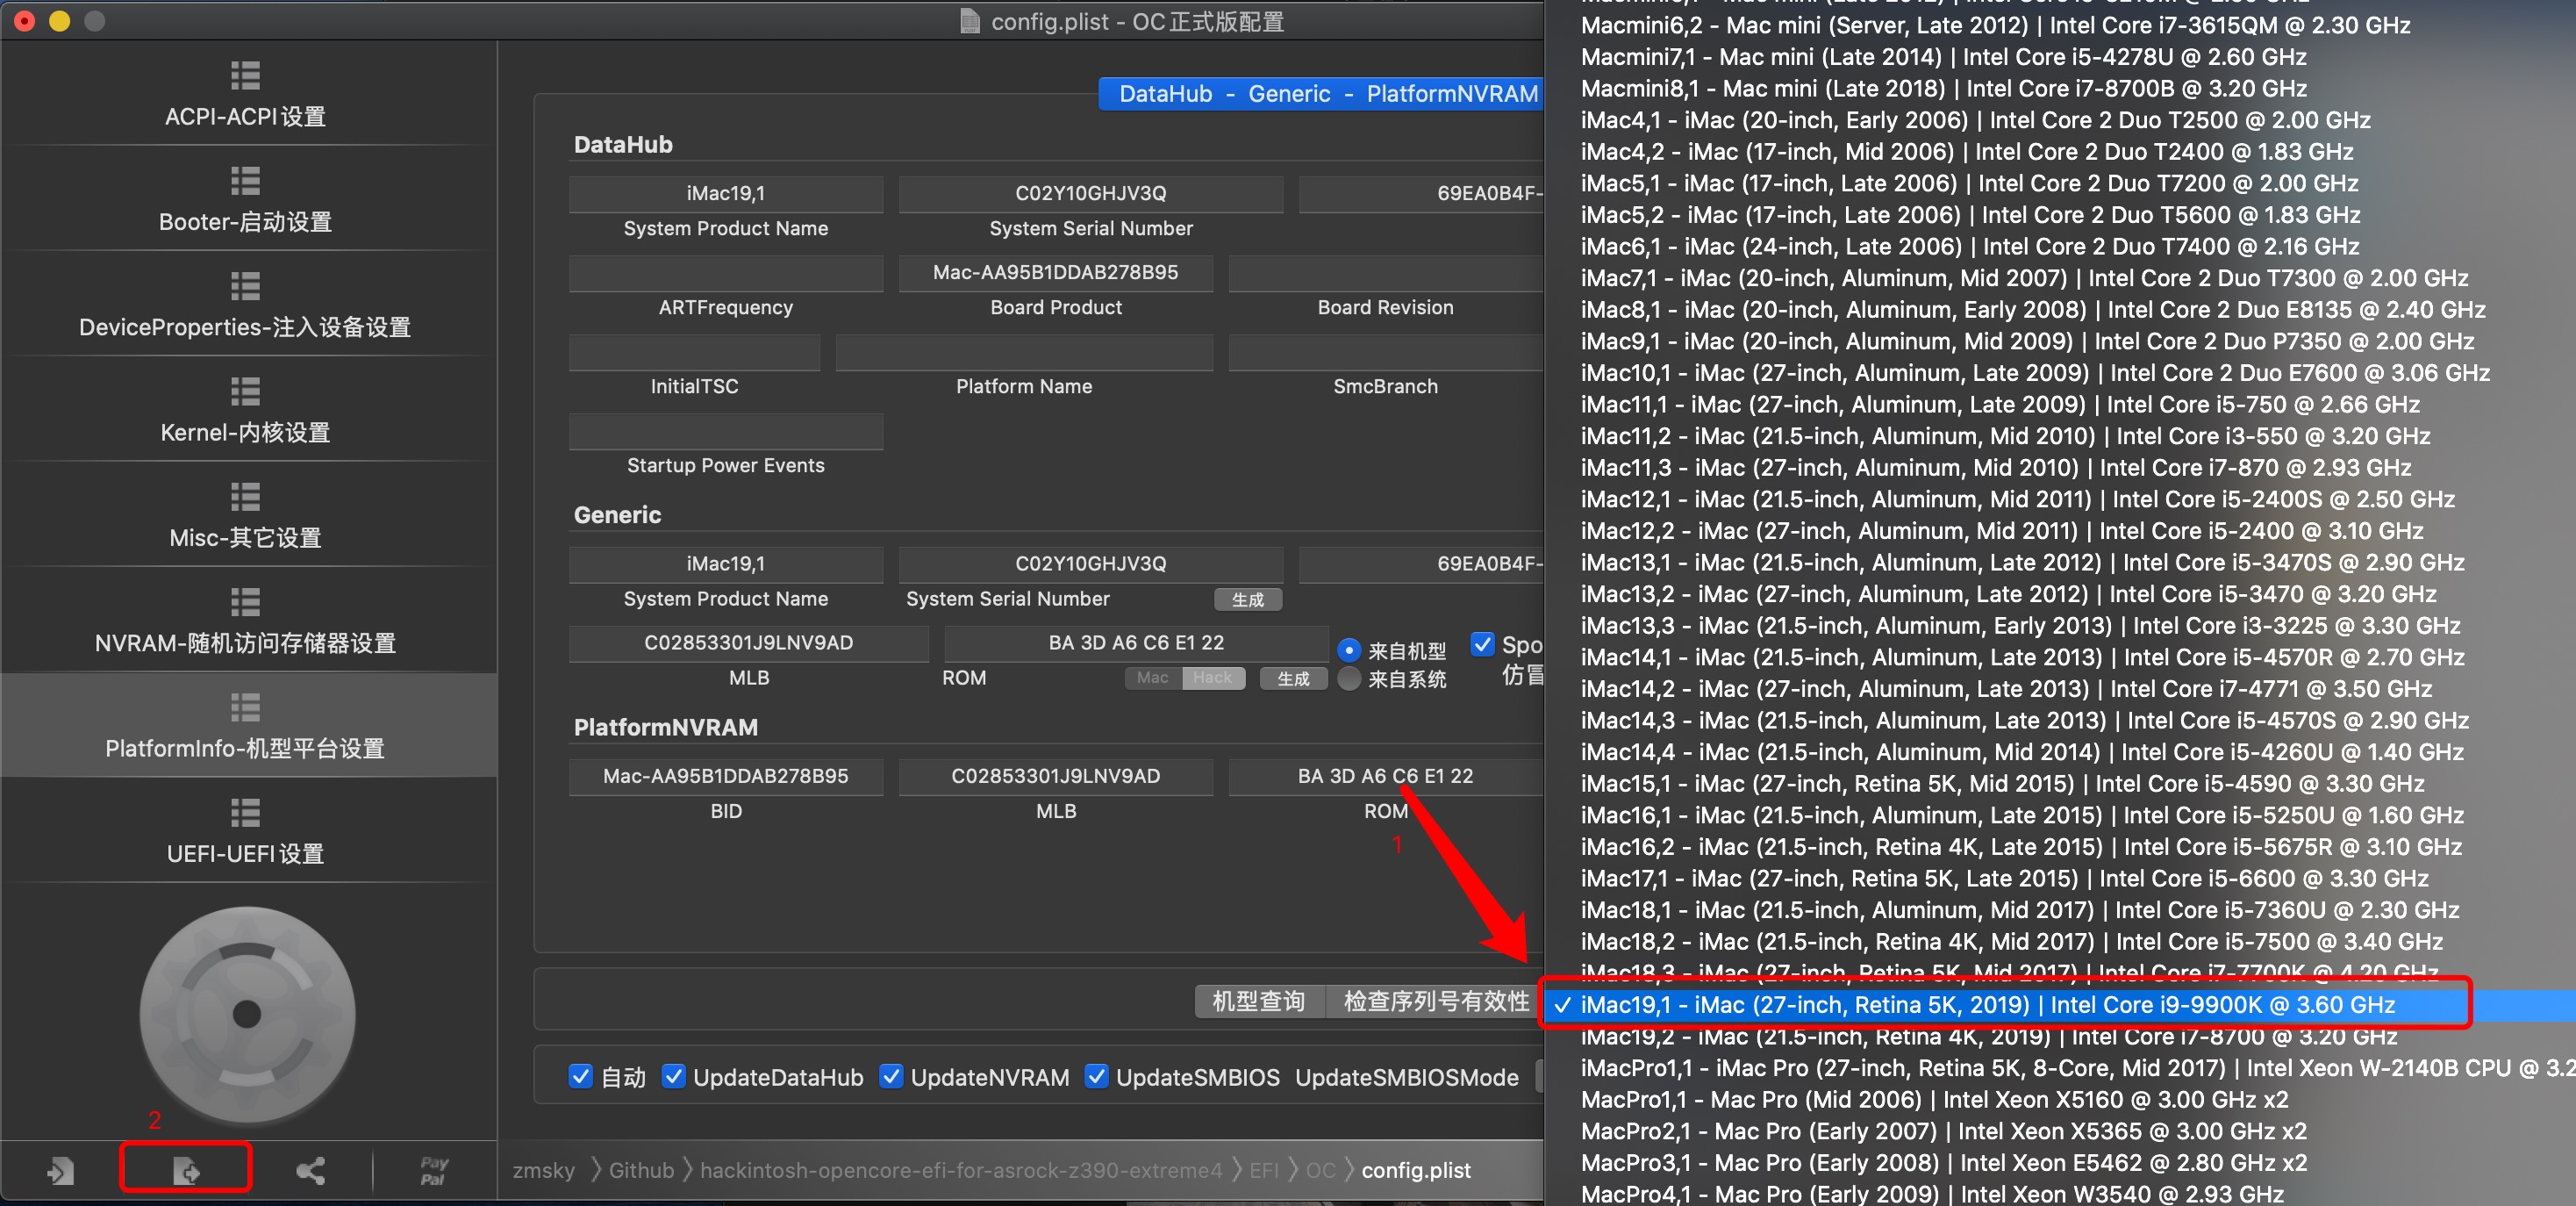 config.plist - OC正式版配置
ACPI-ACPI设置
Booter-启动设置
DeviceProperties-注入设备设置
Kernel-内核设置
Misc-其它设置
NVRAM-随机访问存储器设置
PlatformInfo-机型平台设置
UEFI-UEFI设置
2
Pay
Pal
DataHub - Generic - PlatformNVRAM
DataHub
iMac19,1 C02Y10GHJV3Q 69EA0B4F-
System Product Name System Serial Number
Mac-AA95B1DDAB278B95
ARTFrequency Board Product Board Revision
InitialTSC Platform Name SmcBranch
Startup Power Events
Generic
iMac19,1 C02Y10GHJV3Q 69EA0B4F-
System Product Name System Serial Number 生成
C02853301J9LNV9AD BA 3D A6 C6 E1 22 来自机型 Spo
MLB ROM Mac Hack 生成 来自系统 仿冒
PlatformNVRAM
Mac-AA95B1DDAB278B95 C02853301J9LNV9AD BA 3D A6 C6 E1 22
BID MLB ROM
1
机型查询 检查序列号有效性
自动 UpdateDataHub UpdateNVRAM UpdateSMBIOS UpdateSMBIOSMode
zmsky Github hackintosh-opencore-efi-for-asrock-z390-extreme4 EFI OC config.plist
Macmini6,2 - Mac mini (Server, Late 2012) | Intel Core i7-3615QM @ 2.30 GHz
Macmini7,1 - Mac mini (Late 2014) | Intel Core i5-4278U @ 2.60 GHz
Macmini8,1 - Mac mini (Late 2018) | Intel Core i7-8700B @ 3.20 GHz
iMac4,1 - iMac (20-inch, Early 2006) | Intel Core 2 Duo T2500 @ 2.00 GHz
iMac4,2 - iMac (17-inch, Mid 2006) | Intel Core 2 Duo T2400 @ 1.83 GHz
iMac5,1 - iMac (17-inch, Late 2006) | Intel Core 2 Duo T7200 @ 2.00 GHz
iMac5,2 - iMac (17-inch, Late 2006) | Intel Core 2 Duo T5600 @ 1.83 GHz
iMac6,1 - iMac (24-inch, Late 2006) | Intel Core 2 Duo T7400 @ 2.16 GHz
iMac7,1 - iMac (20-inch, Aluminum, Mid 2007) | Intel Core 2 Duo T7300 @ 2.00 GHz
iMac8,1 - iMac (20-inch, Aluminum, Early 2008) | Intel Core 2 Duo E8135 @ 2.40 GHz
iMac9,1 - iMac (20-inch, Aluminum, Mid 2009) | Intel Core 2 Duo P7350 @ 2.00 GHz
iMac10,1 - iMac (27-inch, Aluminum, Late 2009) | Intel Core 2 Duo E7600 @ 3.06 GHz
iMac11,1 - iMac (27-inch, Aluminum, Late 2009) | Intel Core i5-750 @ 2.66 GHz
iMac11,2 - iMac (21.5-inch, Aluminum, Mid 2010) | Intel Core i3-550 @ 3.20 GHz
iMac11,3 - iMac (27-inch, Aluminum, Mid 2010) | Intel Core i7-870 @ 2.93 GHz
iMac12,1 - iMac (21.5-inch, Aluminum, Mid 2011) | Intel Core i5-2400S @ 2.50 GHz
iMac12,2 - iMac (27-inch, Aluminum, Mid 2011) | Intel Core i5-2400 @ 3.10 GHz
iMac13,1 - iMac (21.5-inch, Aluminum, Late 2012) | Intel Core i5-3470S @ 2.90 GHz
iMac13,2 - iMac (27-inch, Aluminum, Late 2012) | Intel Core i5-3470 @ 3.20 GHz
iMac13,3 - iMac (21.5-inch, Aluminum, Early 2013) | Intel Core i3-3225 @ 3.30 GHz
iMac14,1 - iMac (21.5-inch, Aluminum, Late 2013) | Intel Core i5-4570R @ 2.70 GHz
iMac14,2 - iMac (27-inch, Aluminum, Late 2013) | Intel Core i7-4771 @ 3.50 GHz
iMac14,3 - iMac (21.5-inch, Aluminum, Late 2013) | Intel Core i5-4570S @ 2.90 GHz
iMac14,4 - iMac (21.5-inch, Aluminum, Mid 2014) | Intel Core i5-4260U @ 1.40 GHz
iMac15,1 - iMac (27-inch, Retina 5K, Mid 2015) | Intel Core i5-4590 @ 3.30 GHz
iMac16,1 - iMac (21.5-inch, Aluminum, Late 2015) | Intel Core i5-5250U @ 1.60 GHz
iMac16,2 - iMac (21.5-inch, Retina 4K, Late 2015) | Intel Core i5-5675R @ 3.10 GHz
iMac17,1 - iMac (27-inch, Retina 5K, Late 2015) | Intel Core i5-6600 @ 3.30 GHz
iMac18,1 - iMac (21.5-inch, Aluminum, Mid 2017) | Intel Core i5-7360U @ 2.30 GHz
iMac18,2 - iMac (21.5-inch, Retina 4K, Mid 2017) | Intel Core i5-7500 @ 3.40 GHz
iMac18,3 - iMac (27-inch, Retina 5K, Mid 2017) | Intel Core i7-7700K @ 4.20 GHz
iMac19,1 - iMac (27-inch, Retina 5K, 2019) | Intel Core i9-9900K @ 3.60 GHz
iMac19,2 - iMac (21.5-inch, Retina 4K, 2019) | Intel Core i7-8700 @ 3.20 GHz
iMacPro1,1 - iMac Pro (27-inch, Retina 5K, 8-Core, Mid 2017) | Intel Xeon W-2140B CPU @ 3.2
MacPro1,1 - Mac Pro (Mid 2006) | Intel Xeon X5160 @ 3.00 GHz x2
MacPro2,1 - Mac Pro (Early 2007) | Intel Xeon X5365 @ 3.00 GHz x2
MacPro3,1 - Mac Pro (Early 2008) | Intel Xeon E5462 @ 2.80 GHz x2
MacPro4,1 - Mac Pro (Early 2009) | Intel Xeon W3540 @ 2.93 GHz